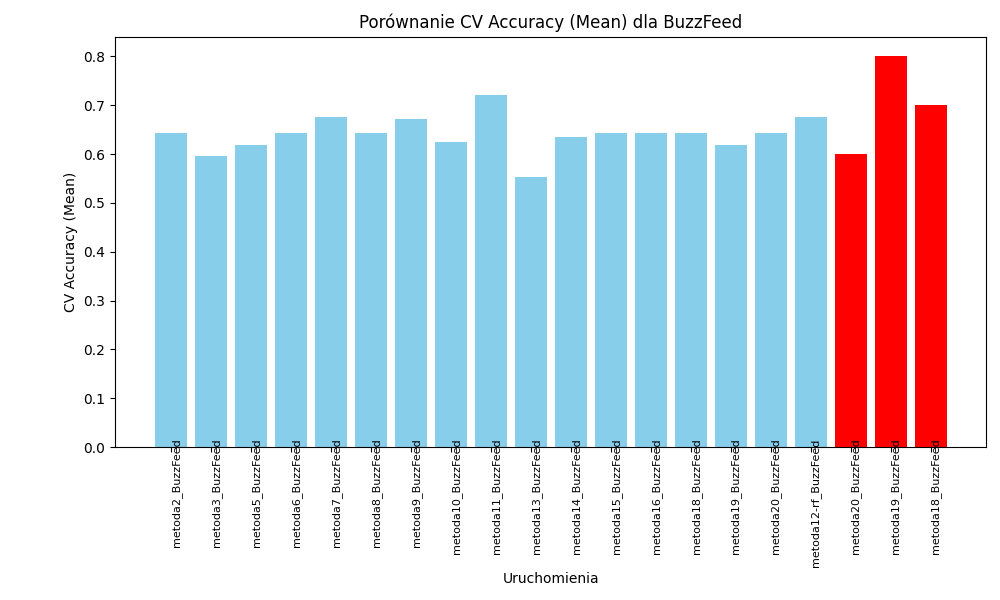 Porównanie CV Accuracy (Mean) dla BuzzFeed
CV Accuracy (Mean)
0.8
0.7
0.6
0.5
0.4
0.3
0.2
0.1
0.0
metoda2_BuzzFeed
metoda3_BuzzFeed
metoda5_BuzzFeed
metoda6_BuzzFeed
metoda7_BuzzFeed
metoda8_BuzzFeed
metoda9_BuzzFeed
metoda10_BuzzFeed
metoda11_BuzzFeed
metoda13_BuzzFeed
metoda14_BuzzFeed
metoda15_BuzzFeed
metoda16_BuzzFeed
metoda18_BuzzFeed
metoda19_BuzzFeed
metoda20_BuzzFeed
metoda12-rf_BuzzFeed
metoda20_BuzzFeed
metoda19_BuzzFeed
metoda18_BuzzFeed
Uruchomienia